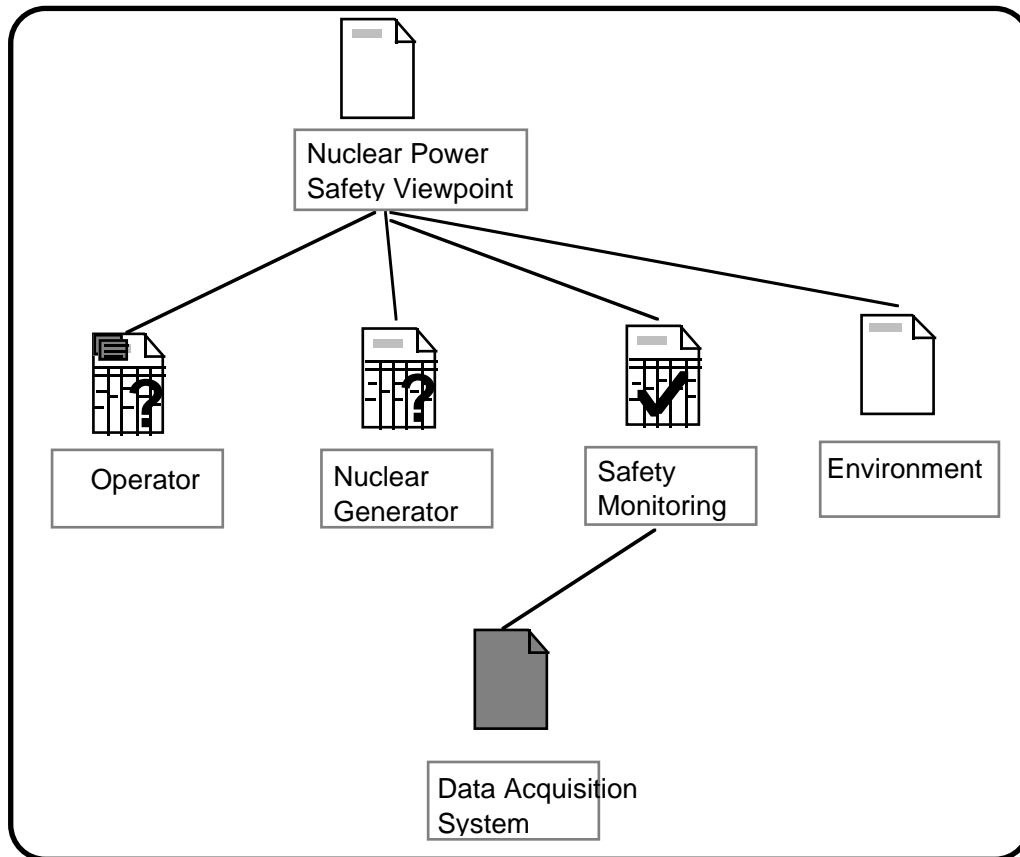 Nuclear Power
Safety Viewpoint
?
?
Operator
Nuclear
Generator
Safety
Monitoring
Environment
Data Acquisition
System